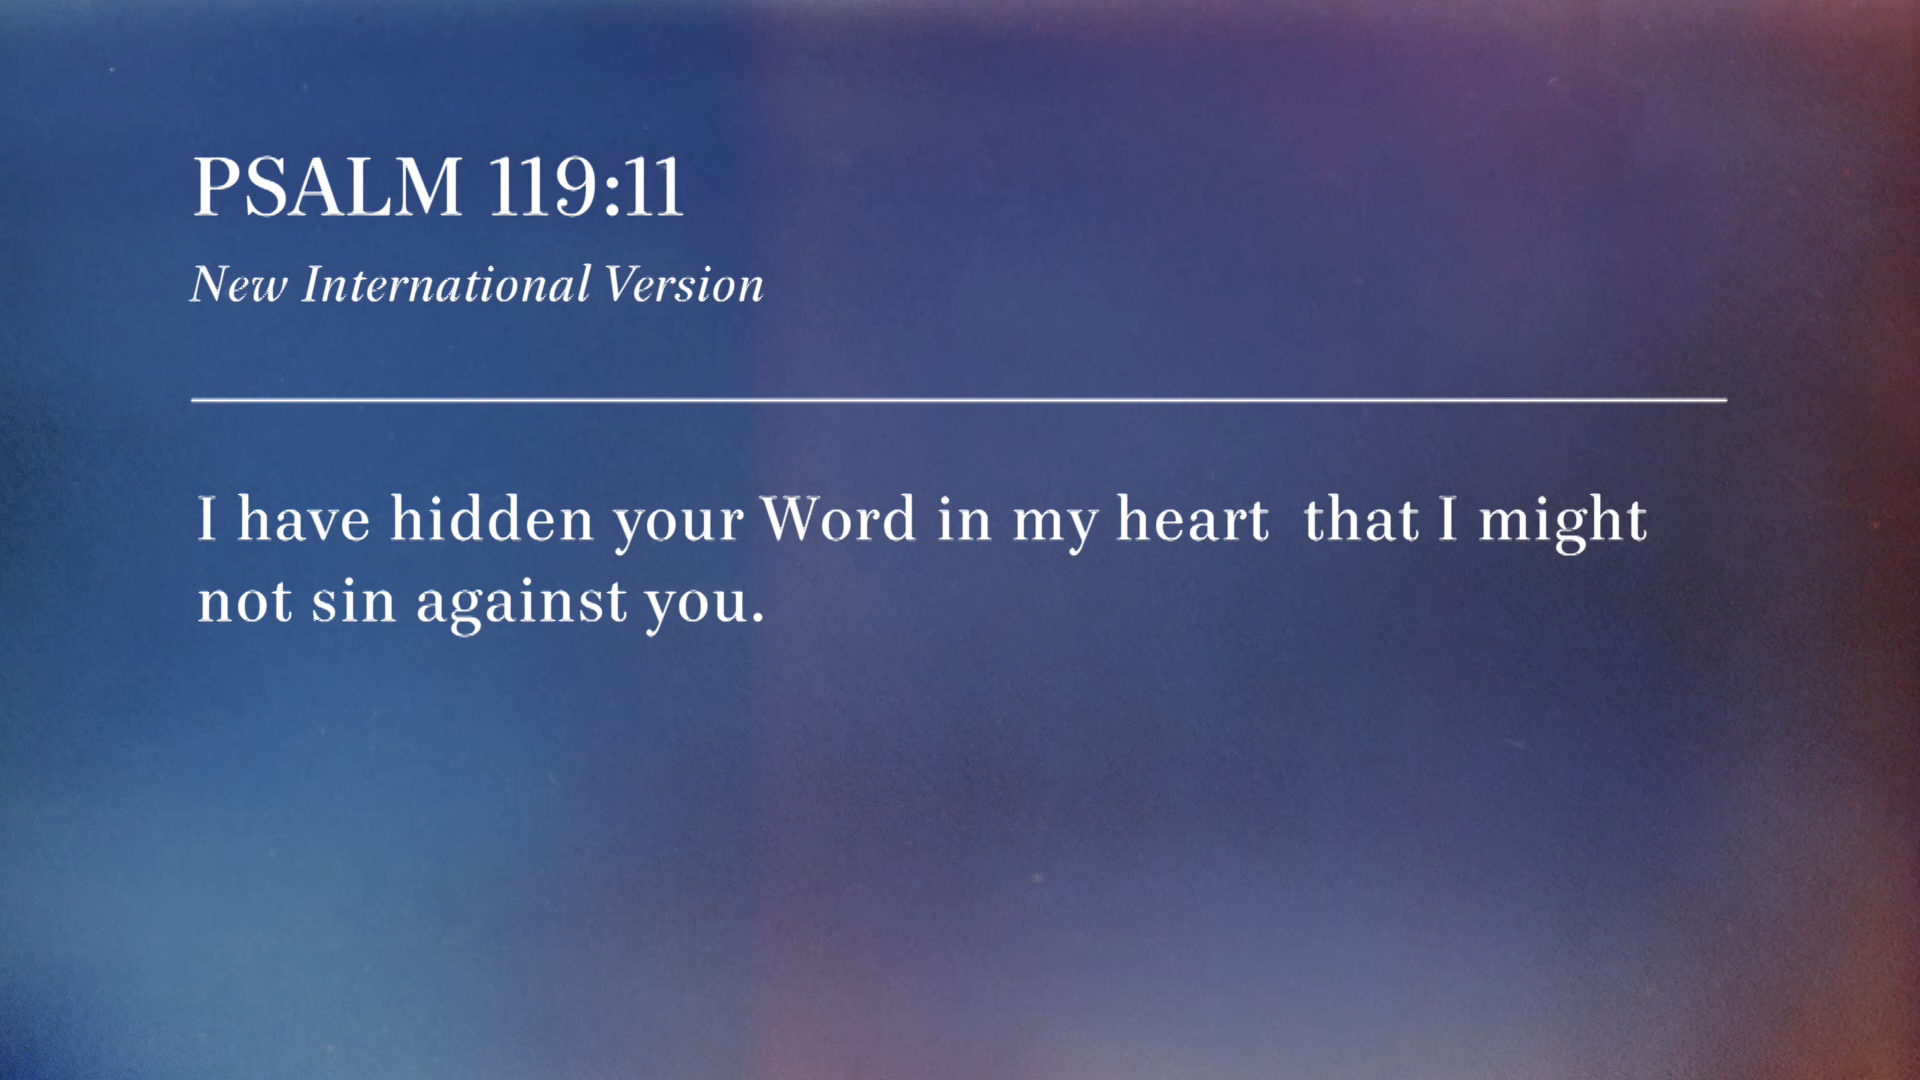 PSALM 119:11
New International Version
I have hidden your Word in my heart  that I might
not sin against you.